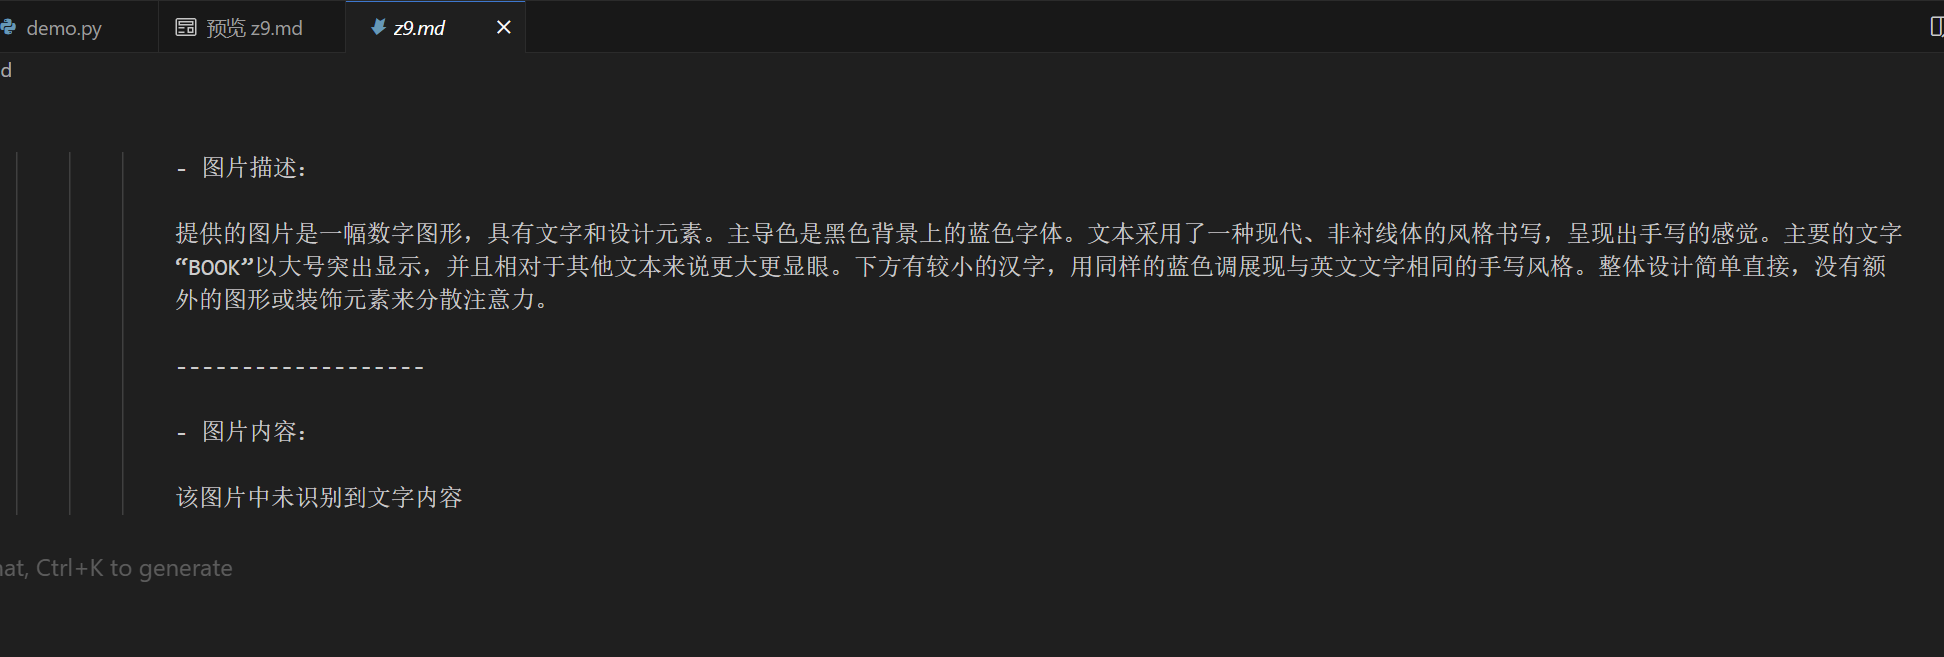 demo.py
预览 z9.md
z9.md
d
- 图片描述：
提供的图片是一幅数字图形，具有文字和设计元素。主导色是黑色背景上的蓝色字体。文本采用了一种现代、非衬线体的风格书写，呈现出手写的感觉。主要的文字
“BOOK”以大号突出显示，并且相对于其他文本来说更大更显眼。下方有较小的汉字，用同样的蓝色调展现与英文文字相同的手写风格。整体设计简单直接，没有额
外的图形或装饰元素来分散注意力。
-------------------
- 图片内容：
该图片中未识别到文字内容
at, Ctrl+K to generate